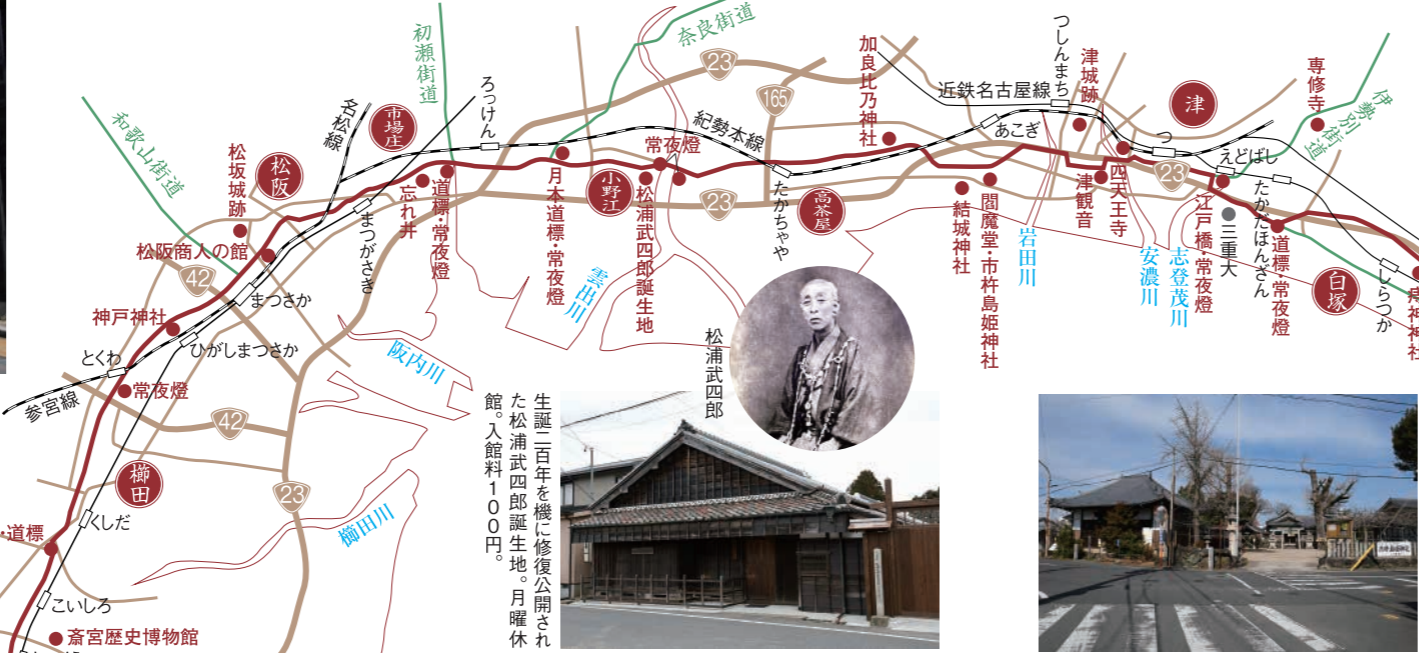 初瀬街道
奈良街道
和歌山街道
名松線
市場庄
ろっけん
松阪
松坂城跡
松阪商人の館
忘れ井
道標・常夜燈
まつがさき
月本道標・常夜燈
小野江
常夜燈
松浦武四郎誕生地
紀勢本線
23
165
23
たかちゃや
高茶屋
雲出川
加良比乃神社
近鉄名古屋線
つしんまち
津城跡
あこぎ
津
つ
四天王寺
津観音
23
えどばし
専修寺
伊勢別街道
結城神社
閻魔堂・市杵島姫神社
岩田川
安濃川
志登茂川
江戸橋・常夜燈
三重大
たかだほんざん
道標・常夜燈
白塚
しらつか
神神社
42
まつさか
神戸神社
ひがしまつさか
とくわ
参宮線
常夜燈
阪内川
42
23
櫛田
くしだ
櫛田川
・道標
こいしろ
斎宮歴史博物館
松浦武四郎
生誕二百年を機に修復公開され
た松浦武四郎誕生地。月曜休
館。入館料100円。